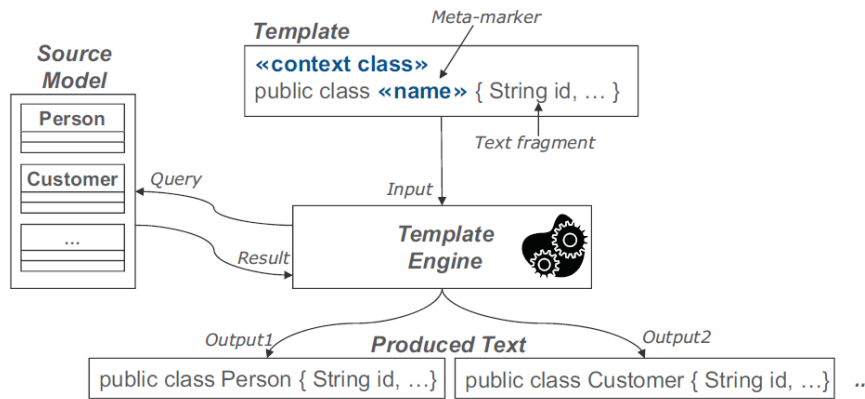 Meta-marker
Template
«context class»
public class «name» { String id, … }
Text fragment
Source
Model
Person
Customer
...
Query
Result
Input
Template
Engine
Output1
Output2
Produced Text
public class Person { String id, …}
public class Customer { String id, …}
..